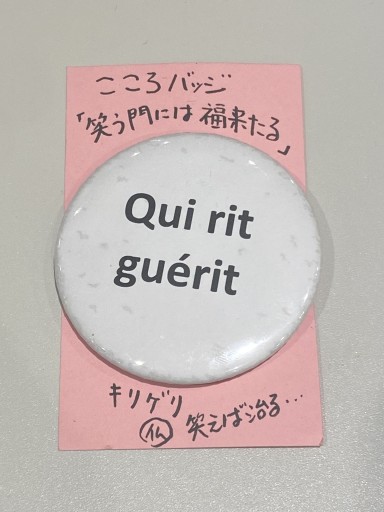 こころバッジ
「笑う門には福来たる」
Qui rit
guérit
キリゲリ
仏 笑えば治る…